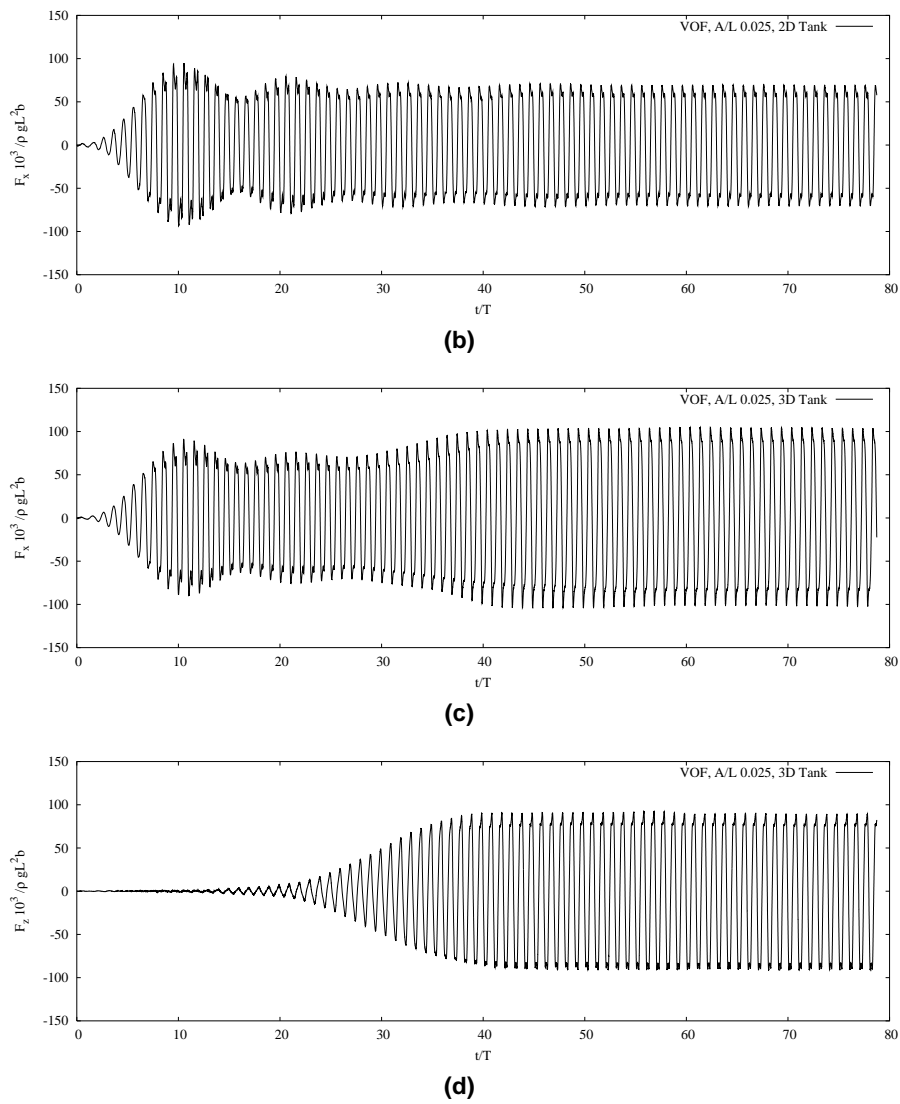 150
100
50
0
-50
-100
-150
F_x 10^3 /ρ gL^2b
VOF, A/L 0.025, 2D Tank
0 10 20 30 40 50 60 70 80
t/T
(b)
150
100
50
0
-50
-100
-150
F_x 10^3 /ρ gL^2b
VOF, A/L 0.025, 3D Tank
0 10 20 30 40 50 60 70 80
t/T
(c)
150
100
50
0
-50
-100
-150
F_z 10^3 /ρ gL^2b
VOF, A/L 0.025, 3D Tank
0 10 20 30 40 50 60 70 80
t/T
(d)